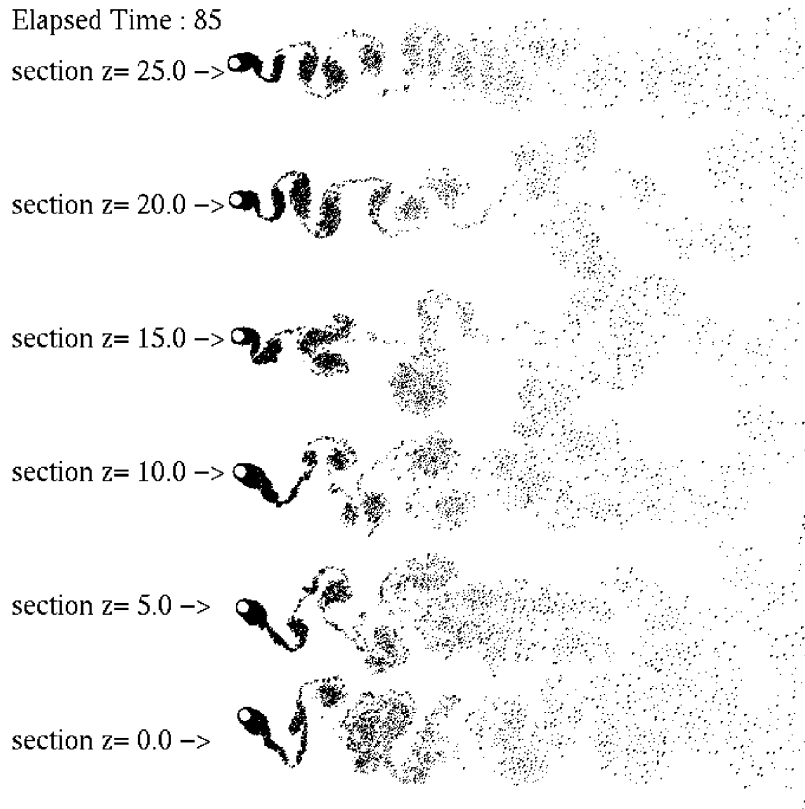 Elapsed Time : 85
section z= 25.0 −>
section z= 20.0 −>
section z= 15.0 −>
section z= 10.0 −>
section z= 5.0 −>
section z= 0.0 −>